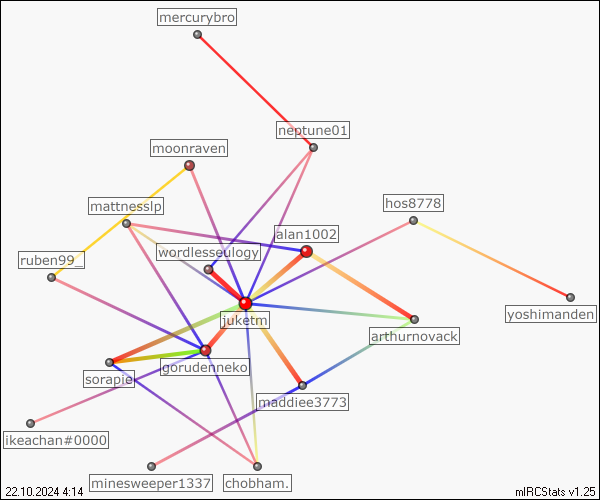 mercurybro
neptune01
moonraven
mattnesslp
hos8778
alan1002
wordlesseulogy
ruben99_
juketm
yoshimanden
arthurnovack
gorudenneko
sorapie
maddiee3773
ikeachan#0000
minesweeper1337
chobham.
22.10.2024 4:14
mIRCStats v1.25